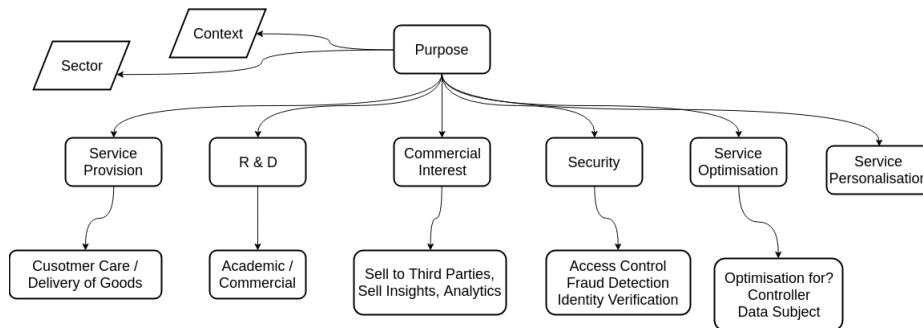 Context
Purpose
Sector
Service
Provision
R & D
Commercial
Interest
Security
Service
Optimisation
Service
Personalisation
Cusotmer Care /
Delivery of Goods
Academic /
Commercial
Sell to Third Parties,
Sell Insights, Analytics
Access Control
Fraud Detection
Identity Verification
Optimisation for?
Controller
Data Subject